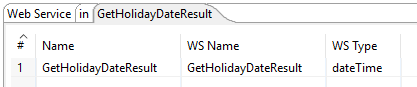 Web Service in GetHolidayDateResult
# Name WS Name WS Type
1 GetHolidayDateResult GetHolidayDateResult dateTime